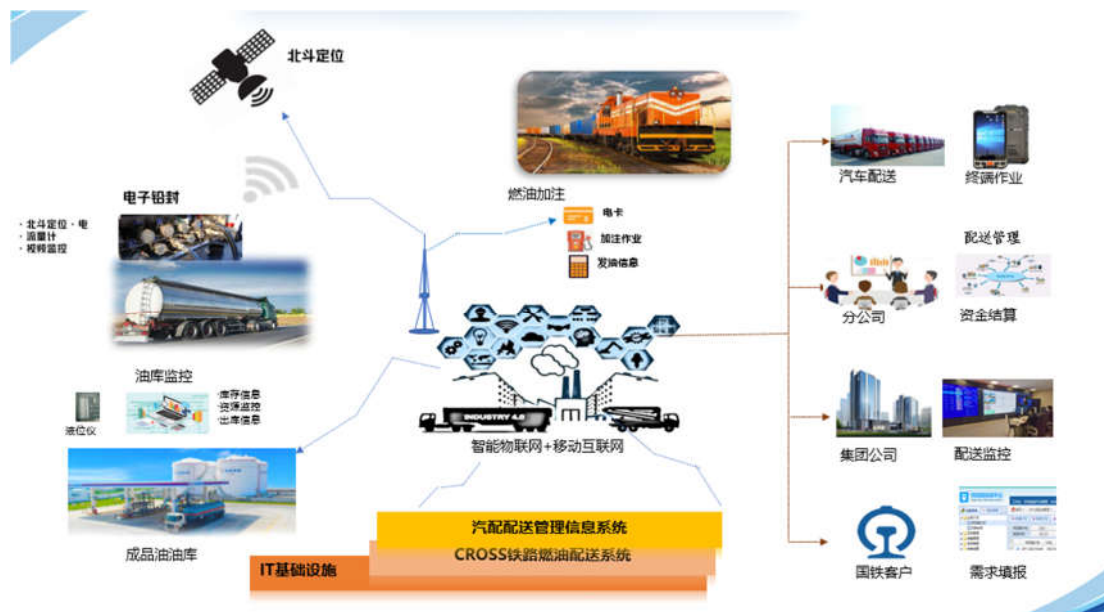 北斗定位
电子铅封
·北斗定位·电
·流量计
·视频监控
油库监控
液位仪
·库存信息
·资源监控
·出库信息
成品油油库
燃油加注
电卡
加注作业
发油信息
INDUSTRY 4.0
智能物联网+移动互联网
汽配配送管理信息系统
CROSS铁路燃油配送系统
IT基础设施
汽车配送
终端作业
配送管理
分公司
资金结算
集团公司
配送监控
国铁客户
需求填报